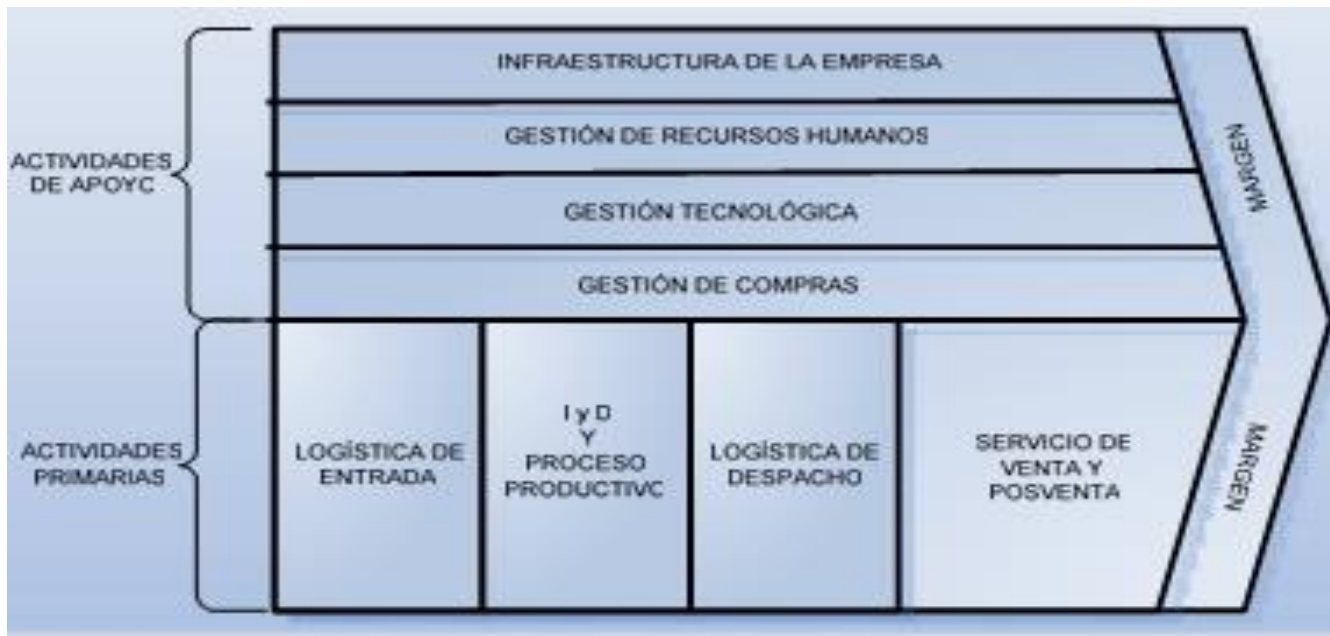 INFRAESTRUCTURA DE LA EMPRESA
GESTIÓN DE RECURSOS HUMANOS
ACTIVIDADES
DE APOYC
GESTIÓN TECNOLÓGICA
GESTIÓN DE COMPRAS
MARGEN
ACTIVIDADES
PRIMARIAS
LOGÍSTICA DE
ENTRADA
I y D
Y
PROCESO
PRODUCTIVC
LOGÍSTICA DE
DESPACHO
SERVICIO DE
VENTA Y
POSVENTA
MARGEN